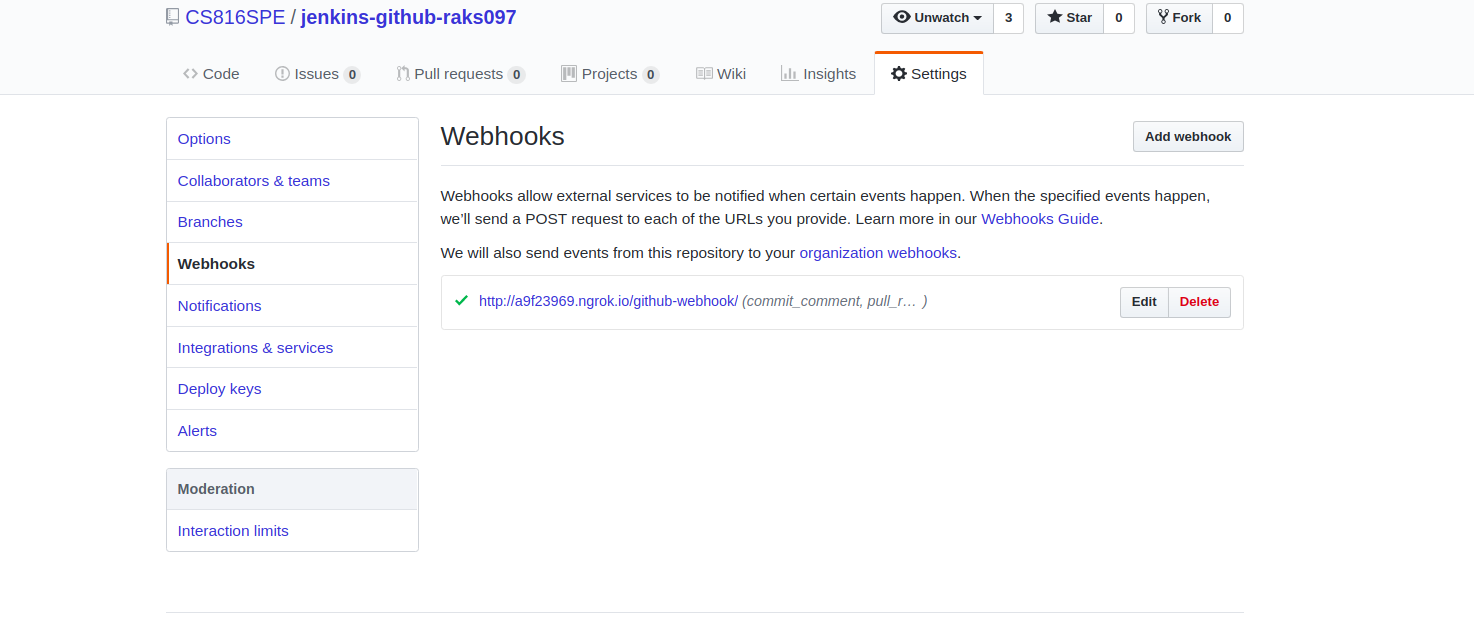 CS816SPE / jenkins-github-raks097
Unwatch 3 Star 0 Fork 0
Code Issues 0 Pull requests 0 Projects 0 Wiki Insights Settings
Options
Collaborators & teams
Branches
Webhooks
Notifications
Integrations & services
Deploy keys
Alerts
Moderation
Interaction limits
Webhooks
Add webhook
Webhooks allow external services to be notified when certain events happen. When the specified events happen,
we’ll send a POST request to each of the URLs you provide. Learn more in our Webhooks Guide.
We will also send events from this repository to your organization webhooks.
http://a9f23969.ngrok.io/github-webhook/ (commit_comment, pull_r… )
Edit Delete